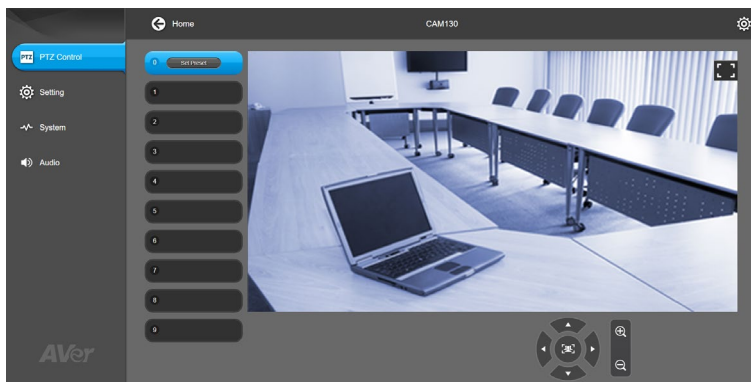 Home
CAM130
PTZ PTZ Control
Setting
System
Audio
0 Set Preset
1
2
3
4
5
6
7
8
9
AVer